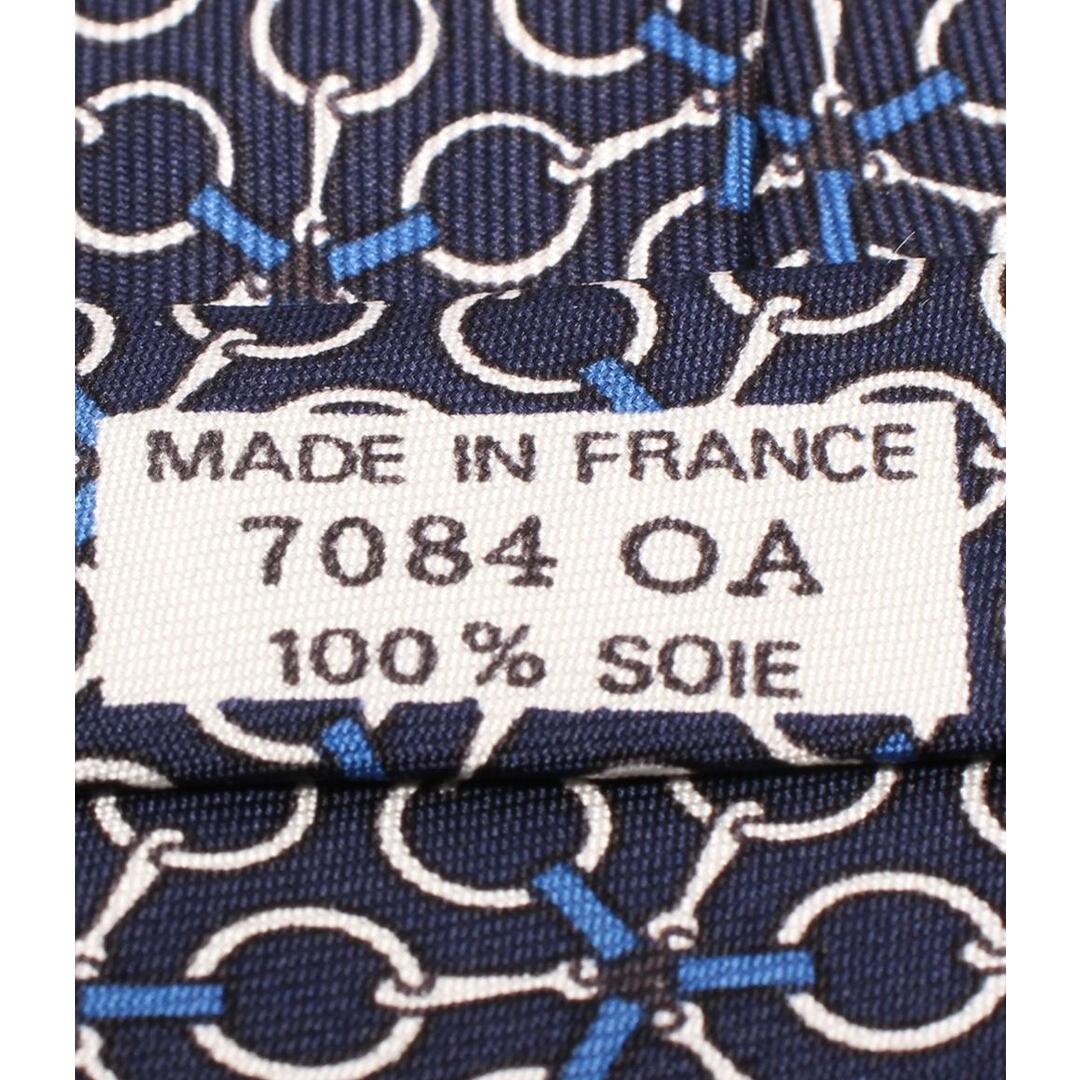 MADE IN FRANCE
7084 OA
100% SOIE